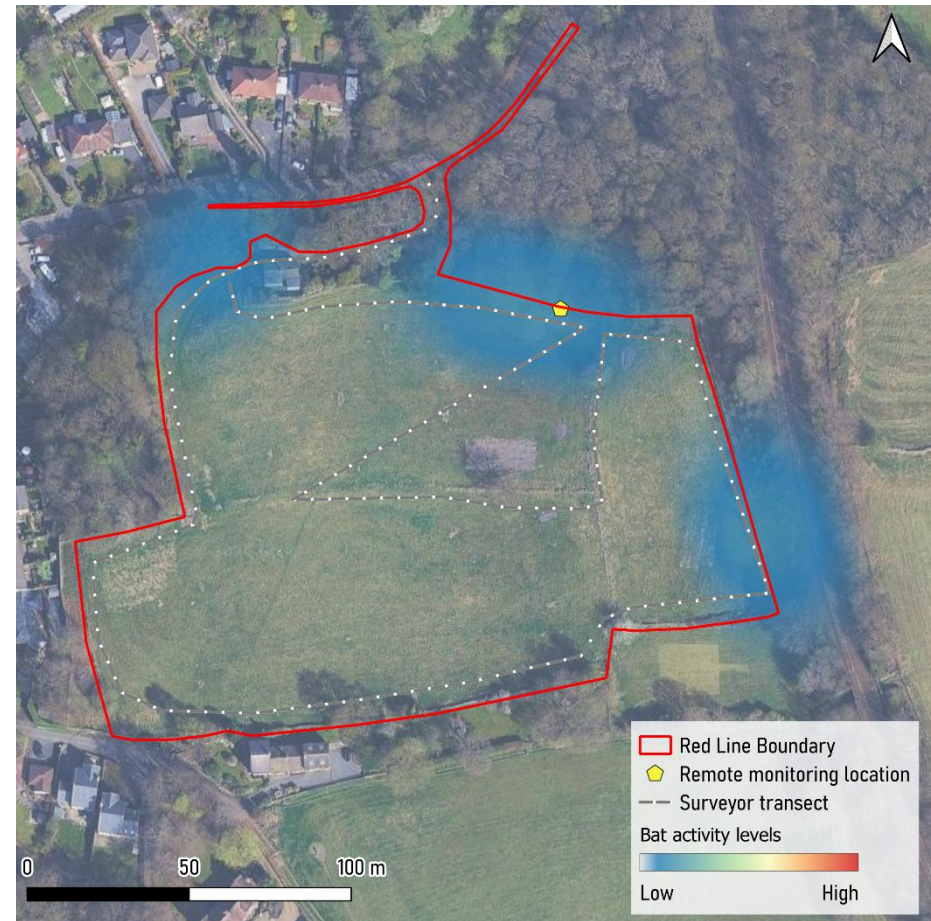 Red Line Boundary
Remote monitoring location
Surveyor transect
Bat activity levels
Low High
0 50 100 m